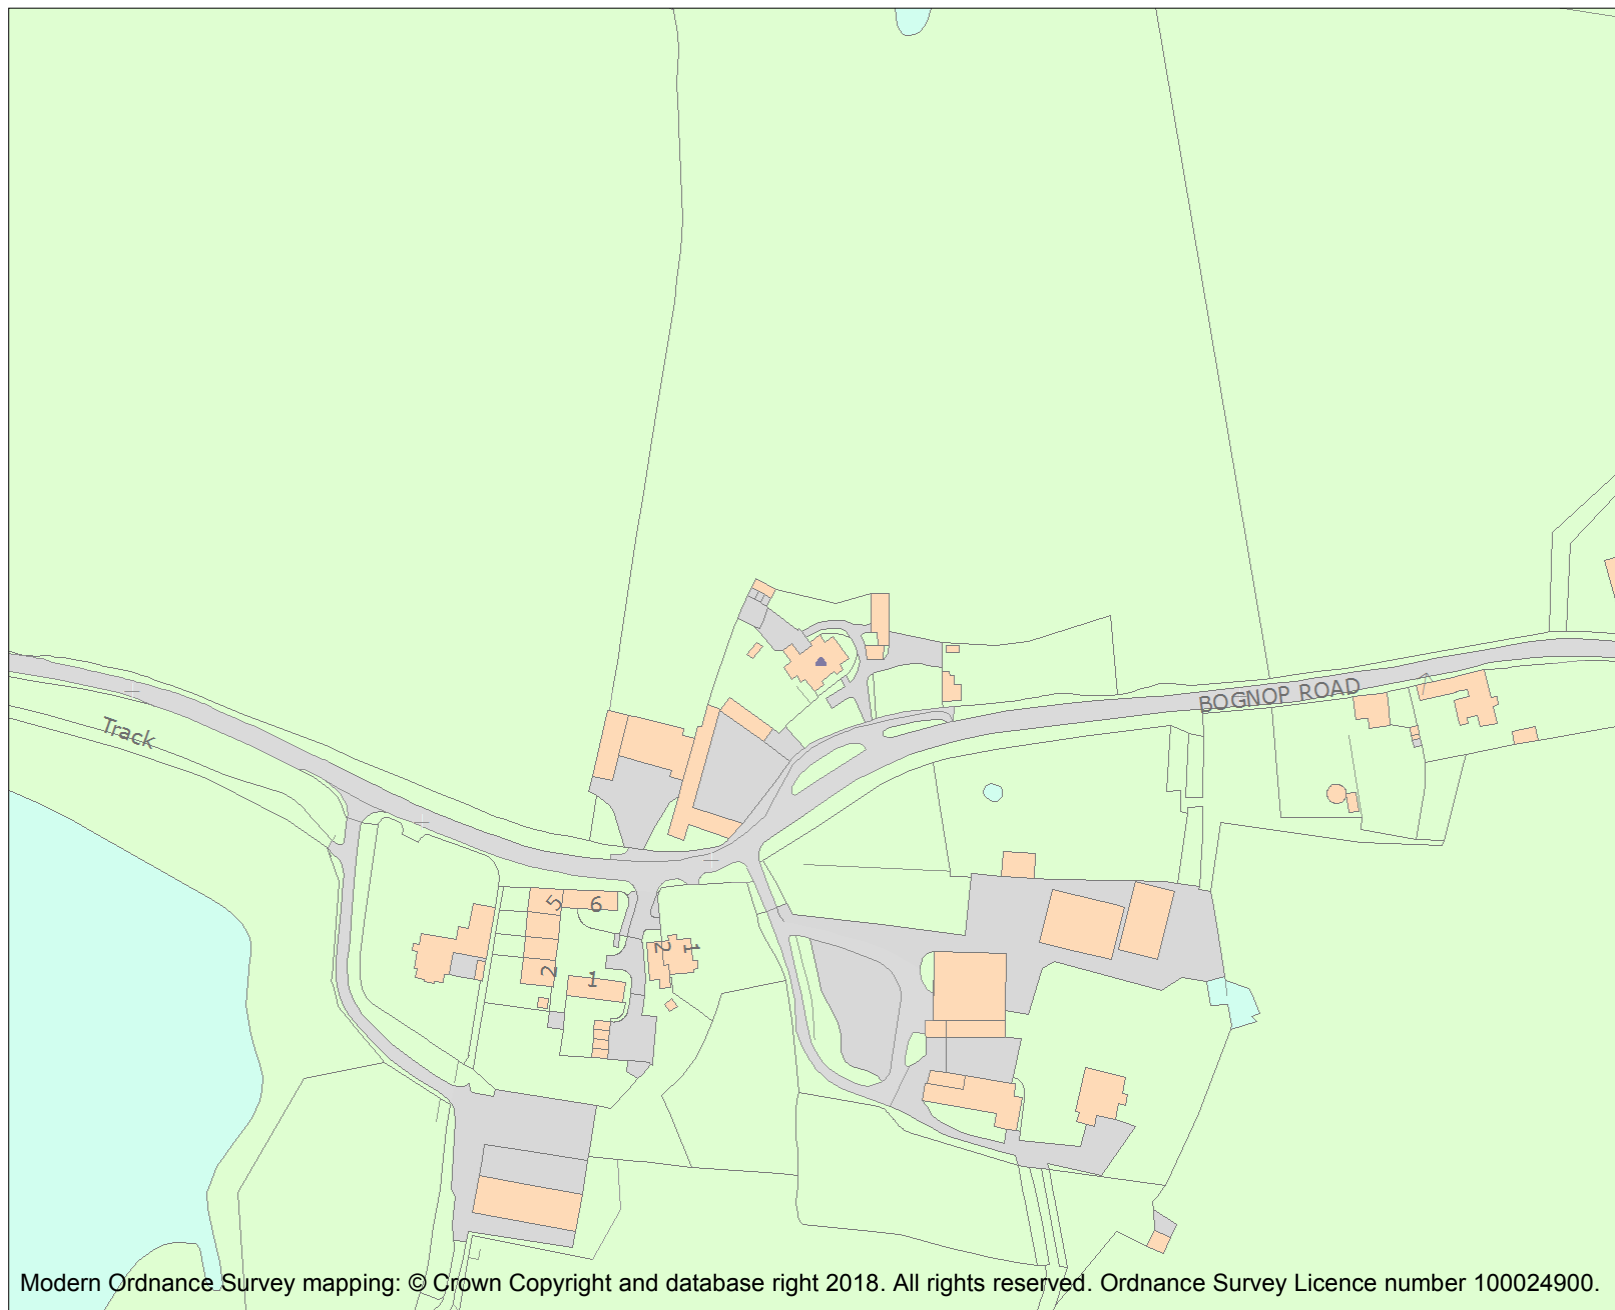 BOGNOP ROAD
Track
5
6
2
1
2
1
Modern Ordnance Survey mapping: © Crown Copyright and database right 2018. All rights reserved. Ordnance Survey Licence number 100024900.